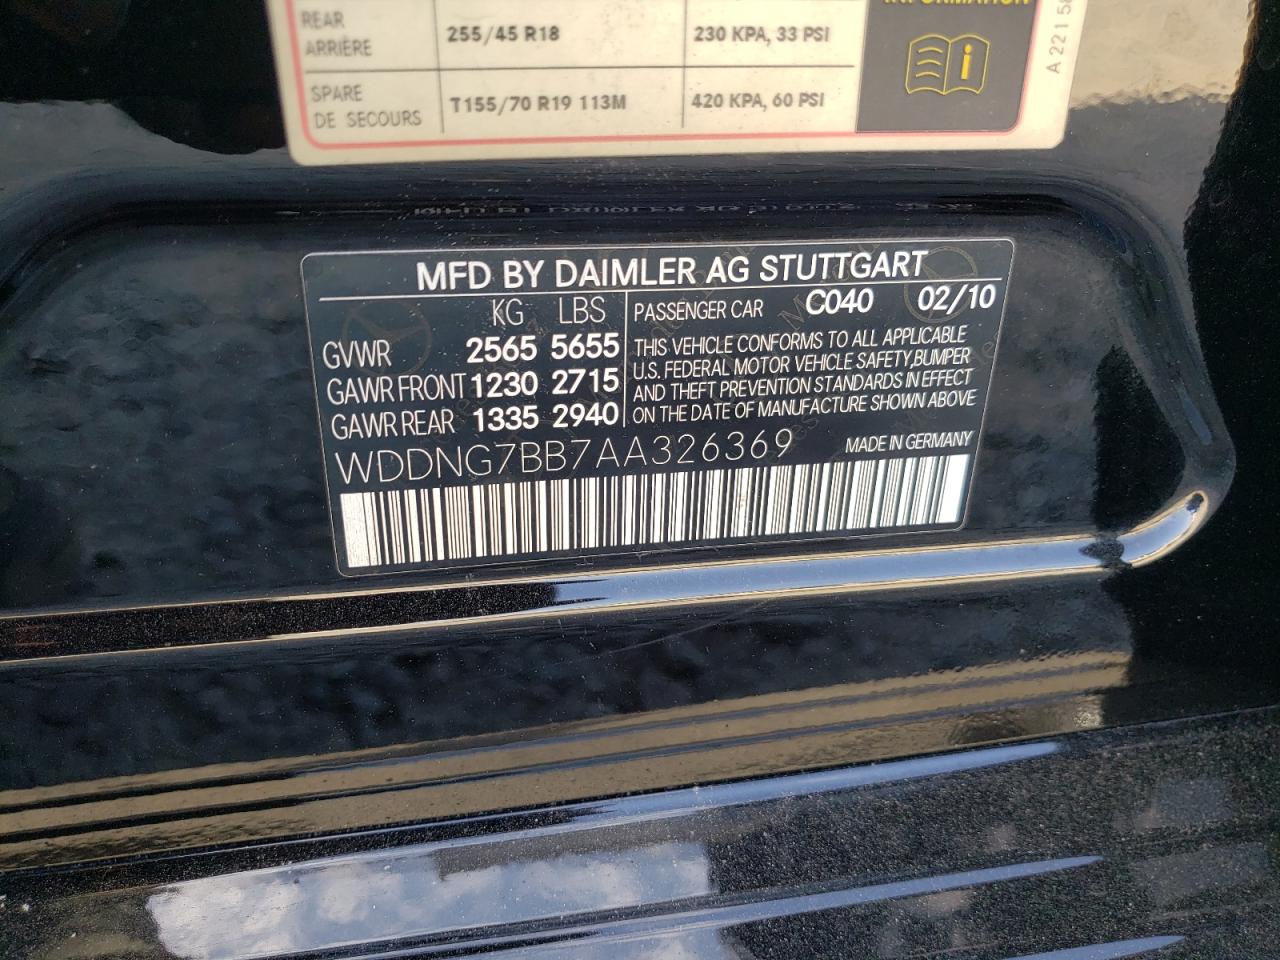 REAR
ARRIÈRE
255/45 R18
230 KPA, 33 PSI
SPARE
DE SECOURS
T155/70 R19 113M
420 KPA, 60 PSI
INFORMATION
A 221 58
MFD BY DAIMLER AG STUTTGART
KG LBS
GVWR 2565 5655
GAWR FRONT 1230 2715
GAWR REAR 1335 2940
PASSENGER CAR C040 02/10
THIS VEHICLE CONFORMS TO ALL APPLICABLE
U.S. FEDERAL MOTOR VEHICLE SAFETY,BUMPER
AND THEFT PREVENTION STANDARDS IN EFFECT
ON THE DATE OF MANUFACTURE SHOWN ABOVE
WDDNG7BB7AA326369 MADE IN GERMANY